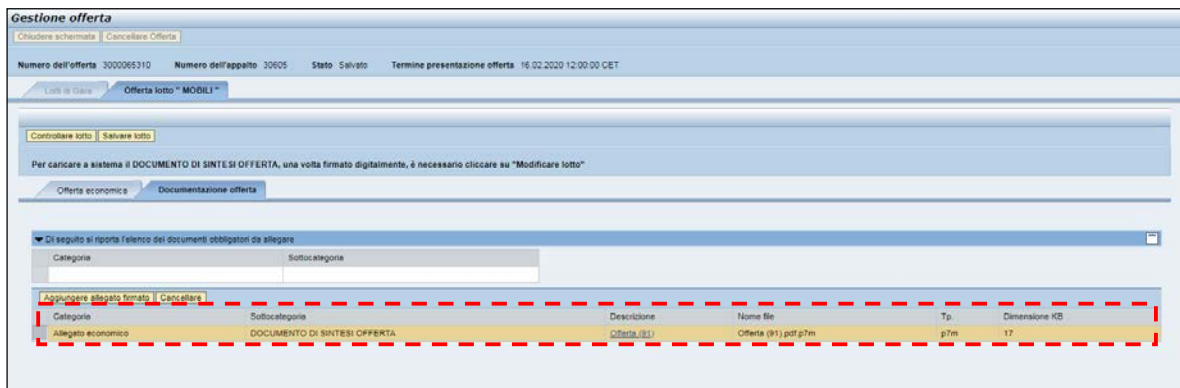 Gestione offerta
Chiudere schermata Cancellare Offerta
Numero dell'offerta 3000065310 Numero dell'appalto 30605 Stato Salvato Termine presentazione offerta 16.02.2020 12:00:00 CET
Lotti di Gara Offerta lotto " MOBILI "
Controllare lotto Salvare lotto
Per caricare a sistema il DOCUMENTO DI SINTESI OFFERTA, una volta firmato digitalmente, è necessario cliccare su "Modificare lotto"
Offerta economica Documentazione offerta
Di seguito si riporta l'elenco dei documenti obbligatori da allegare
Categoria Sottocategoria
Aggiungere allegato firmato Cancellare
Categoria Sottocategoria Descrizione Nome file Tp. Dimensione KB
Allegato economico DOCUMENTO DI SINTESI OFFERTA Offerta (91) Offerta (91).pdf.p7m p7m 17